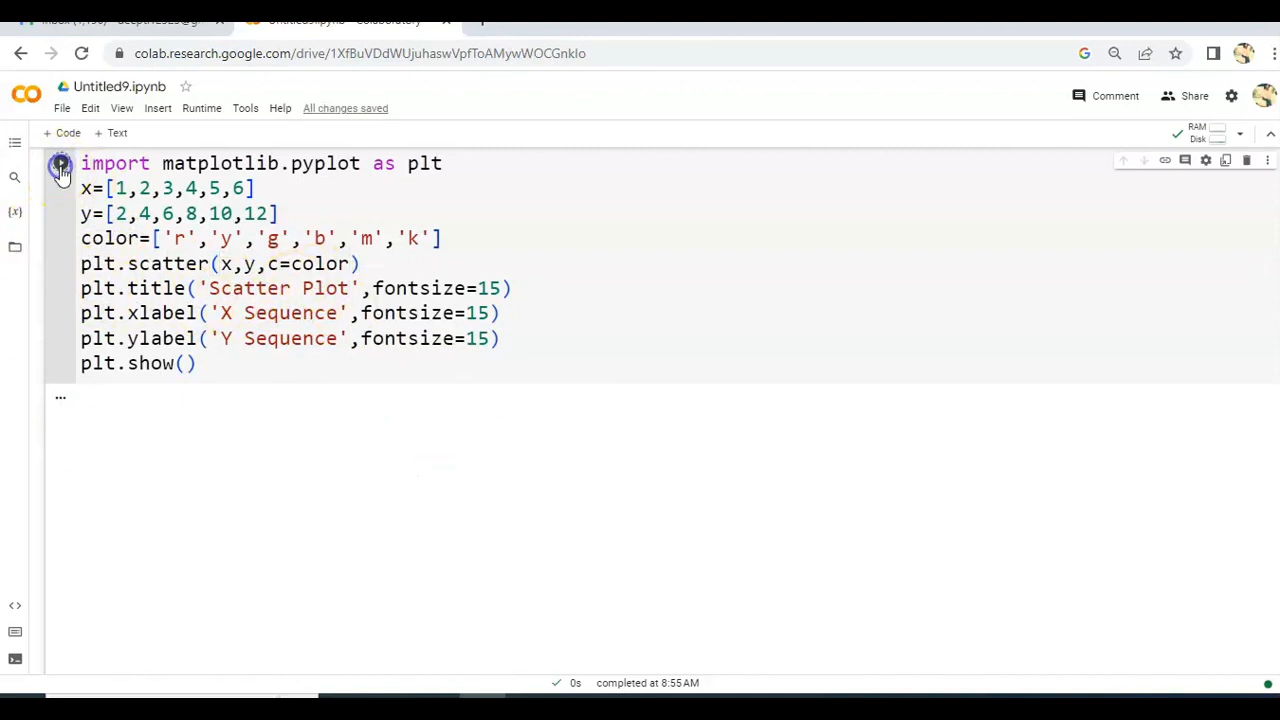 colab.research.google.com/drive/1XfBuVDdWUjuhaswVpfToAMywWOCGnkIo
Untitled9.ipynb
File Edit View Insert Runtime Tools Help All changes saved
Comment Share
+ Code + Text
RAM
Disk
import matplotlib.pyplot as plt
x=[1,2,3,4,5,6]
y=[2,4,6,8,10,12]
color=['r','y','g','b','m','k']
plt.scatter(x,y,c=color)
plt.title('Scatter Plot',fontsize=15)
plt.xlabel('X Sequence',fontsize=15)
plt.ylabel('Y Sequence',fontsize=15)
plt.show()
...
0s completed at 8:55AM